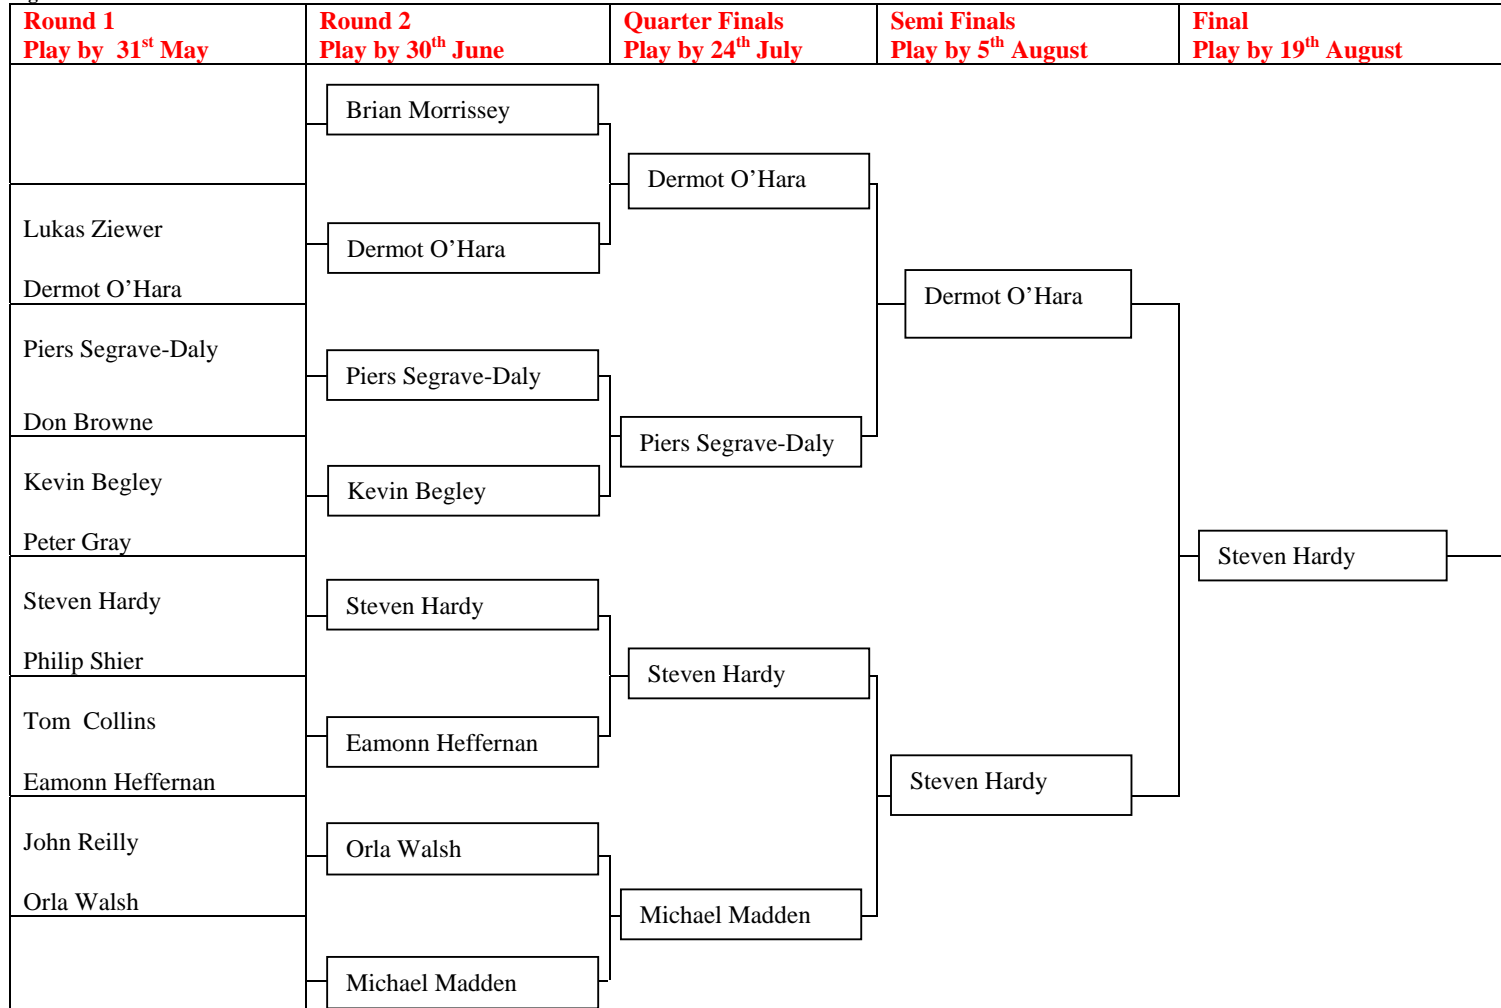 Round 1
Play by 31st May
Round 2
Play by 30th June
Quarter Finals
Play by 24th July
Semi Finals
Play by 5th August
Final
Play by 19th August
Lukas Ziewer
Dermot O’Hara
Piers Segrave-Daly
Don Browne
Kevin Begley
Peter Gray
Steven Hardy
Philip Shier
Tom Collins
Eamonn Heffernan
John Reilly
Orla Walsh
Brian Morrissey
Dermot O’Hara
Piers Segrave-Daly
Kevin Begley
Steven Hardy
Eamonn Heffernan
Orla Walsh
Michael Madden
Dermot O’Hara
Piers Segrave-Daly
Steven Hardy
Michael Madden
Dermot O’Hara
Steven Hardy
Steven Hardy